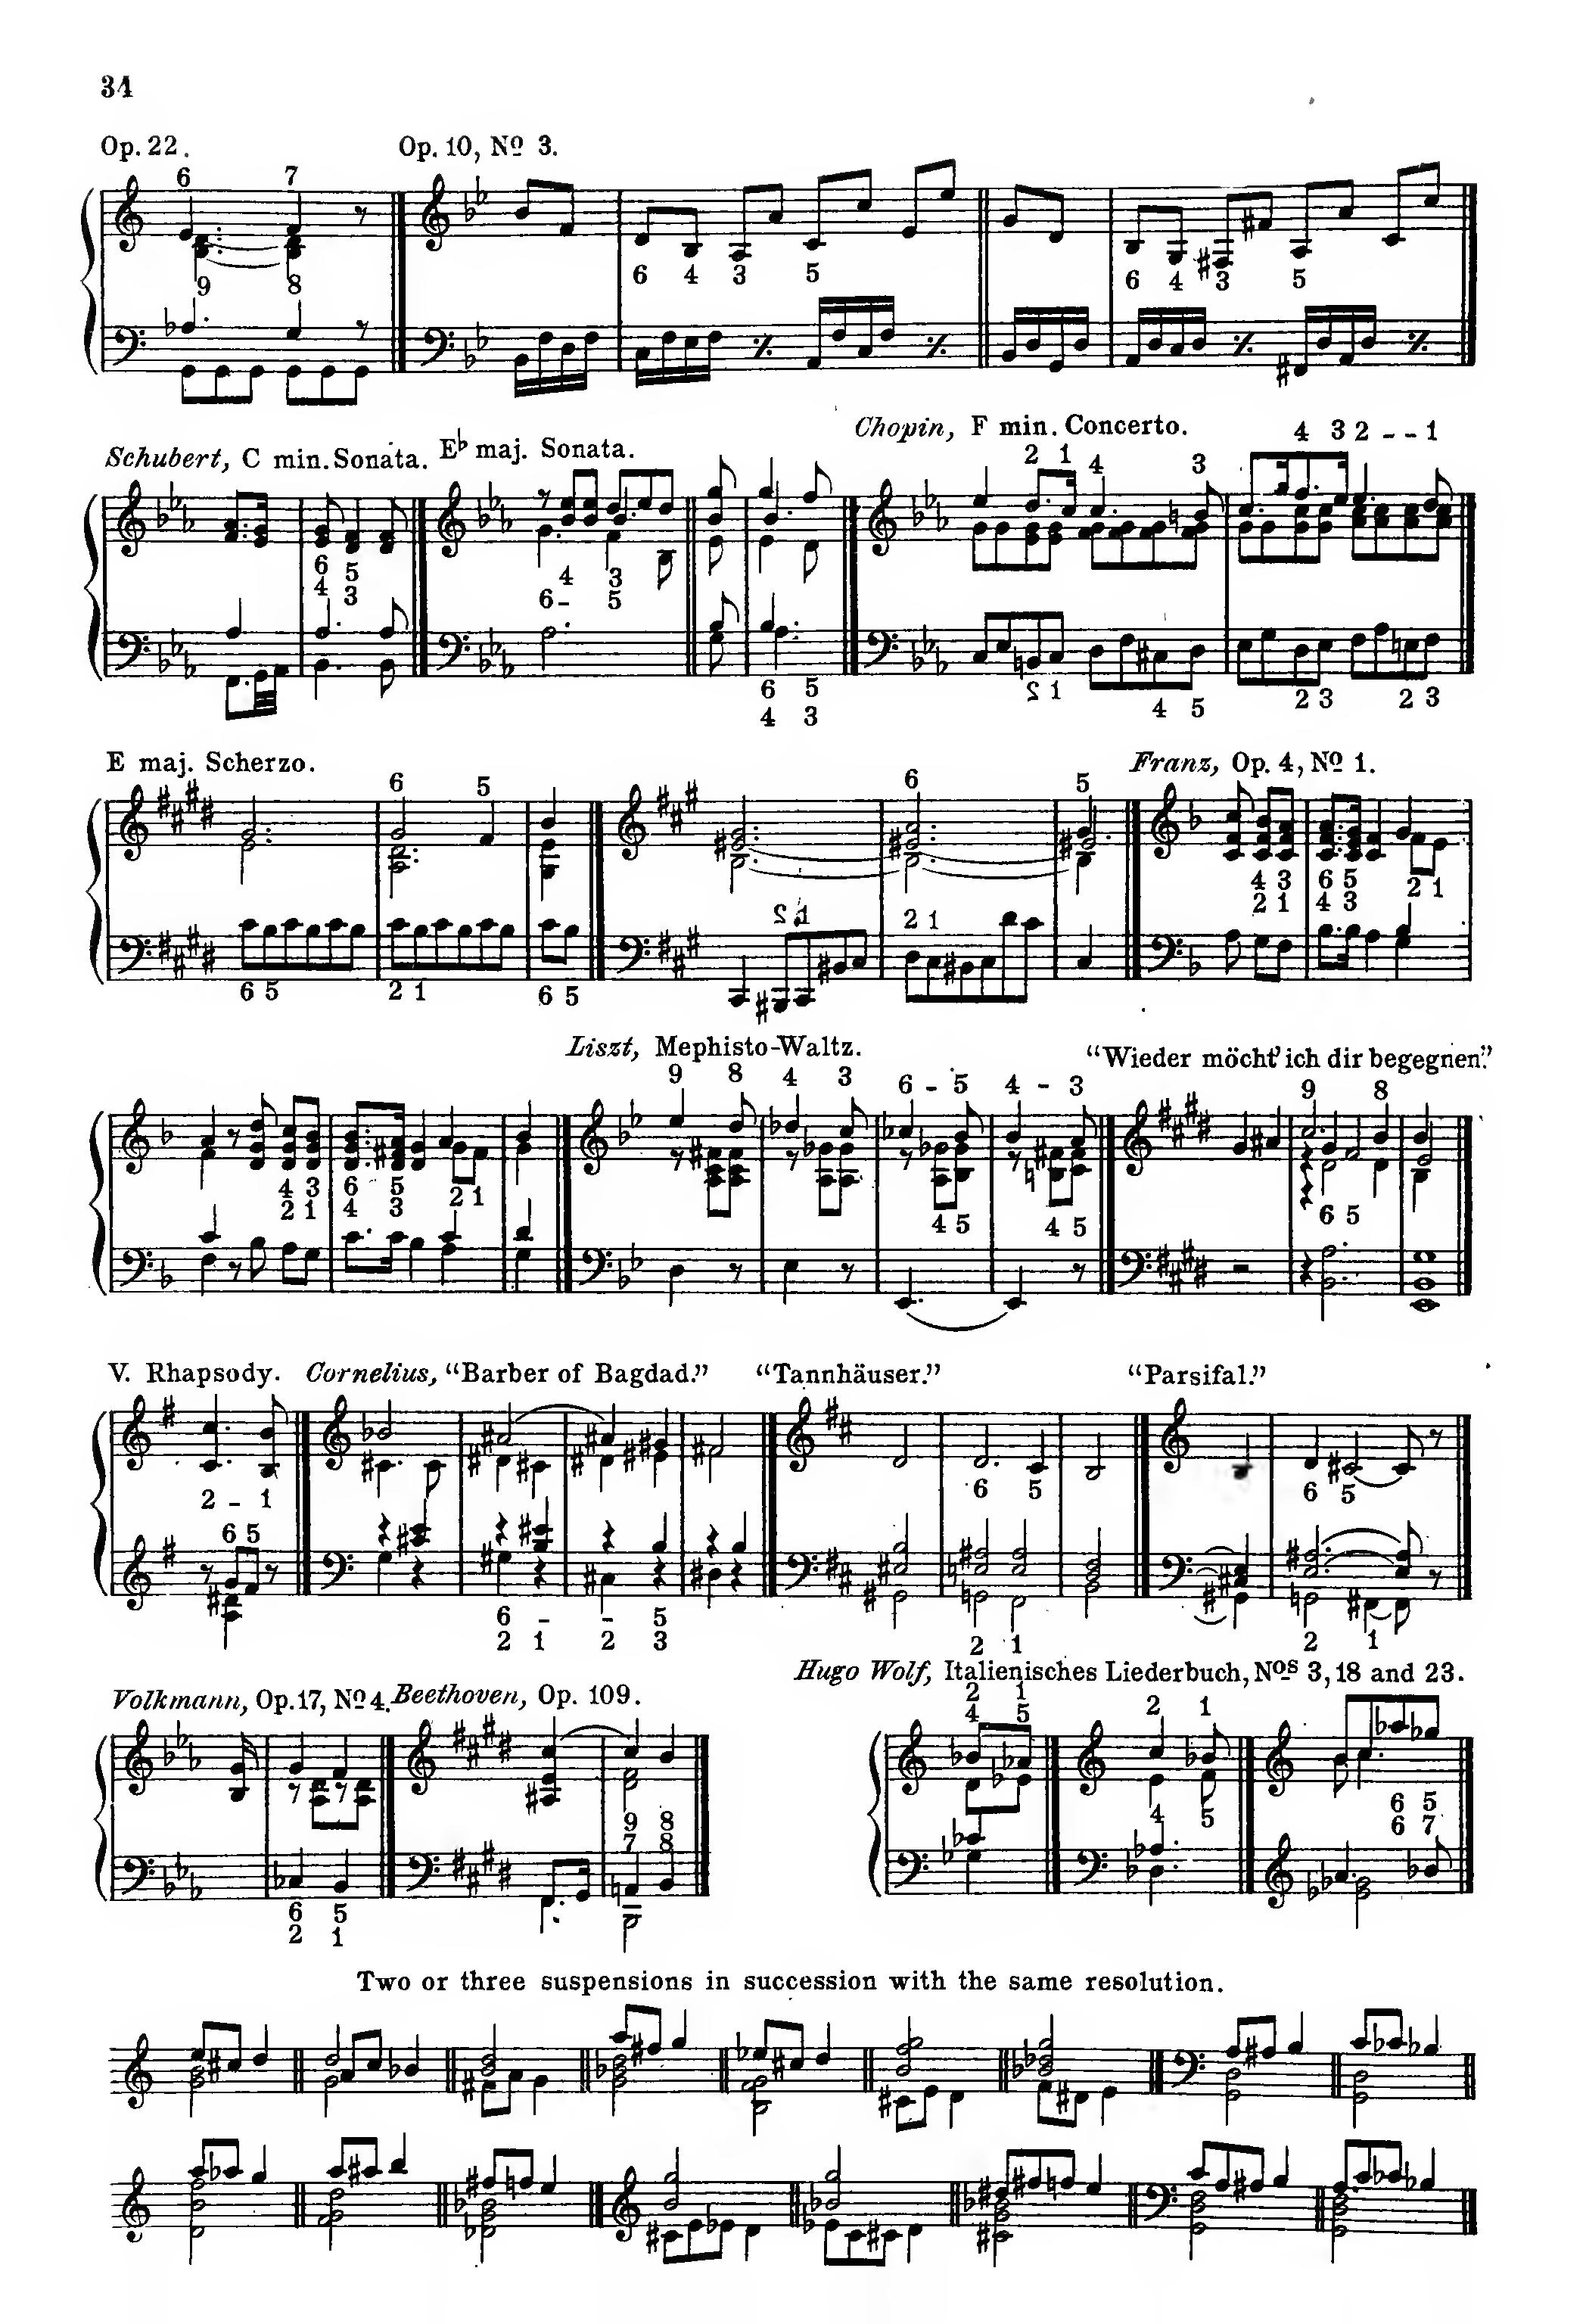 34
Op. 22. Op. 10, No 3.
6 7
9 8
6 4 3 5 6 4 3 5
Schubert, C min. Sonata. E♭ maj. Sonata. Chopin, F min. Concerto.
2 1 4 3 4 3 2 - - 1
6 5 4 3
4 3 6- 5
6 5 2 1 4 5 2 3 2 3
4 3
E maj. Scherzo. Franz, Op. 4, No 1.
6 5 6 5
4 3 6 5 2 1
2 1 4 3
2 1 2 1
6 5 2 1 6 5
Liszt, Mephisto-Waltz. "Wieder möcht' ich dir begegnen."
9 8 4 3 6 - 5 4 - 3 9 8
4 3 6 5 2 1
2 1 4 3
4 5 4 5 6 5
V. Rhapsody. Cornelius, "Barber of Bagdad." "Tannhäuser." "Parsifal."
2 - 1 6 5 6 5
6 5
6 - - 5
2 1 2 3 2 1 2 1
Hugo Wolf, Italienisches Liederbuch, Nos 3, 18 and 23.
Volkmann, Op. 17, No 4. Beethoven, Op. 109.
2 1 2 1
4 5
9 8 4 5 6 5
7 8 6 7
6 5
2 1
Two or three suspensions in succession with the same resolution.